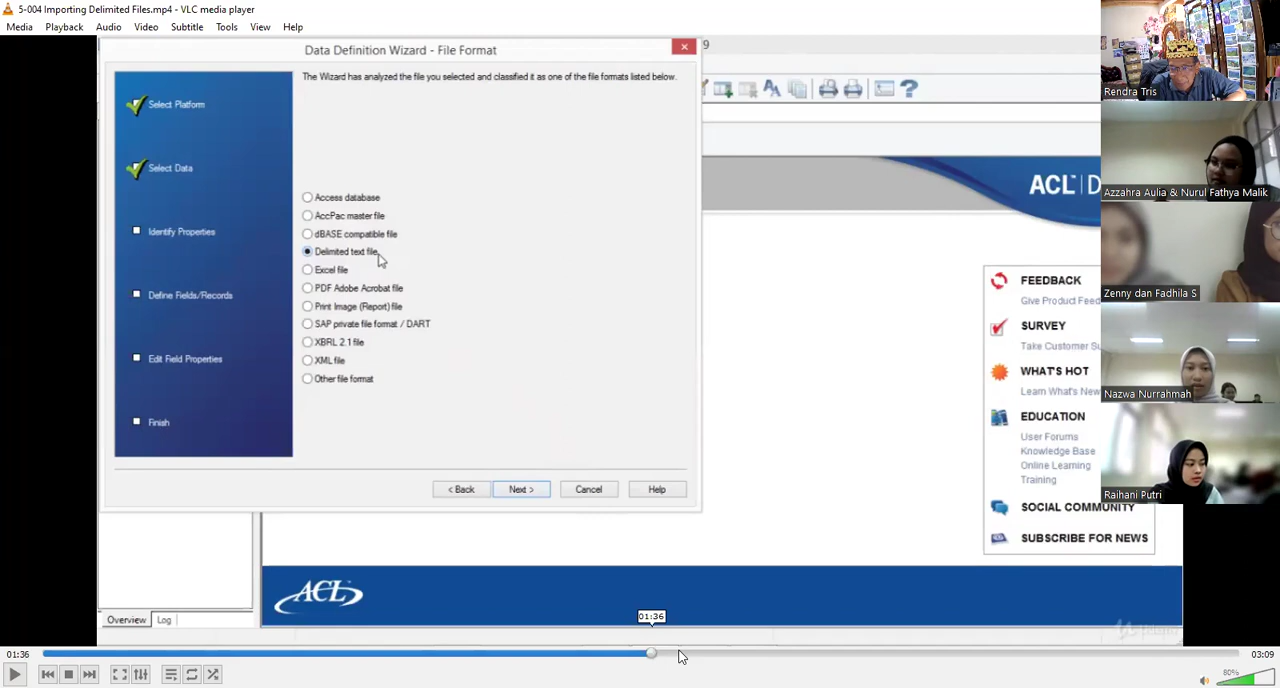 5-004 Importing Delimited Files.mp4 - VLC media player
Media Playback Audio Video Subtitle Tools View Help
Data Definition Wizard - File Format
9
The Wizard has analyzed the file you selected and classified it as one of the file formats listed below.
Select Platform
Select Data
Identify Properties
Define Fields/Records
Edit Field Properties
Finish
Access database
AccPac master file
dBASE compatible file
Delimited text file
Excel file
PDF Adobe Acrobat file
Print Image (Report) file
SAP private file format / DART
XBRL 2.1 file
XML file
Other file format
< Back Next > Cancel Help
ACL | D
FEEDBACK
Give Product Feed
SURVEY
Take Customer Su
WHAT'S HOT
Learn What's New
EDUCATION
User Forums
Knowledge Base
Online Learning
Training
SOCIAL COMMUNITY
SUBSCRIBE FOR NEWS
ACL
Overview Log
Rendra Tris
Azzahra Aulia & Nurul Fathya Malik
Zenny dan Fadhila S
Nazwa Nurrahmah
Raihani Putri
01:36
01:36
03:09
80%